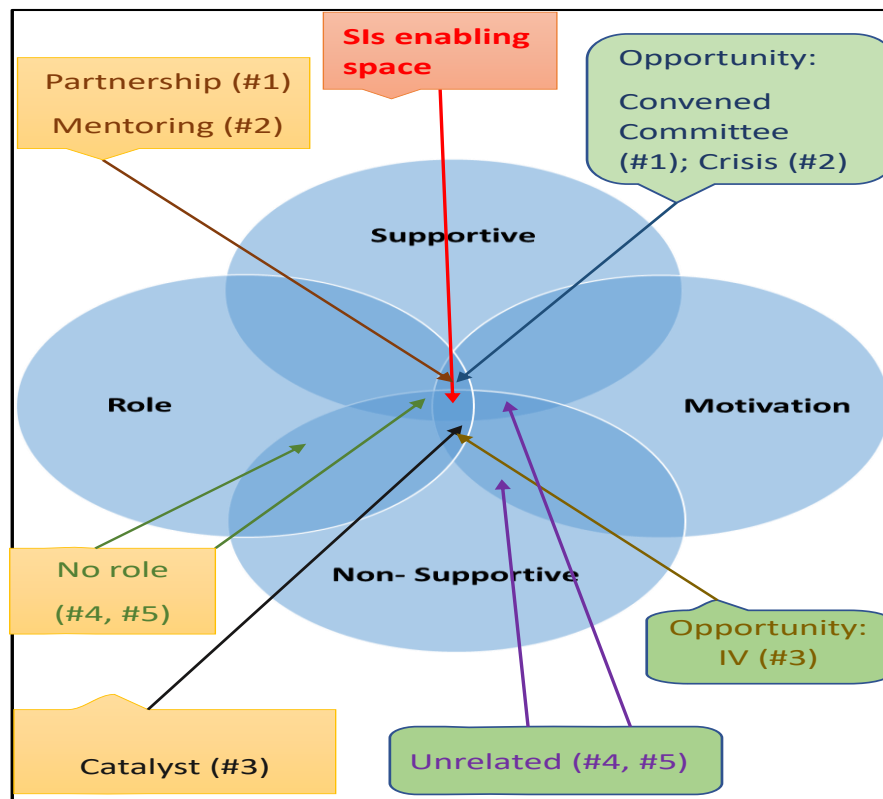 SIs enabling
space
Partnership (#1)
Mentoring (#2)
Opportunity:
Convened
Committee
(#1); Crisis (#2)
Supportive
Role
Motivation
Non- Supportive
No role
(#4, #5)
Opportunity:
IV (#3)
Catalyst (#3)
Unrelated (#4, #5)